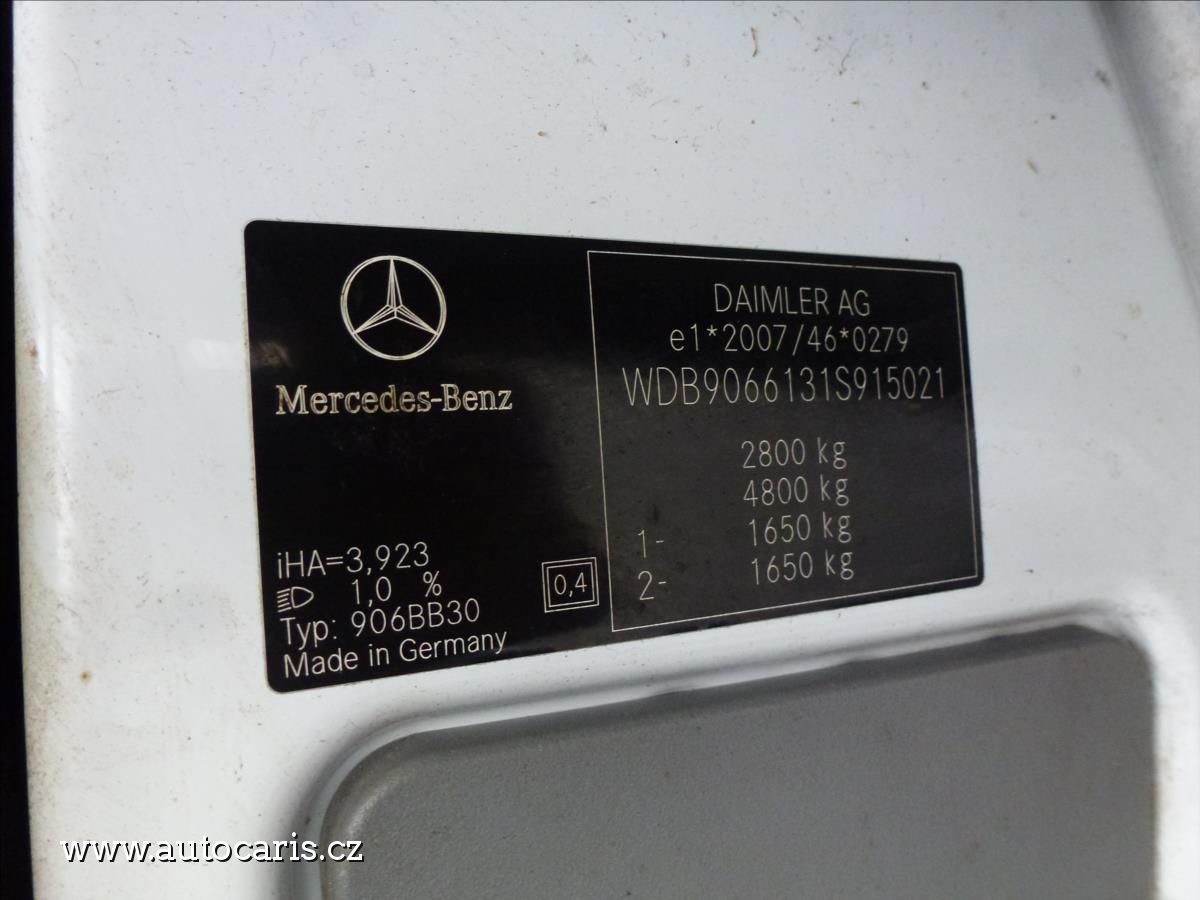 Mercedes-Benz
iHA=3,923
1,0 %
Typ: 906BB30
Made in Germany
0,4
DAIMLER AG
e1*2007/46*0279
WDB9066131S915021
2800 kg
4800 kg
1- 1650 kg
2- 1650 kg
www.autocaris.cz